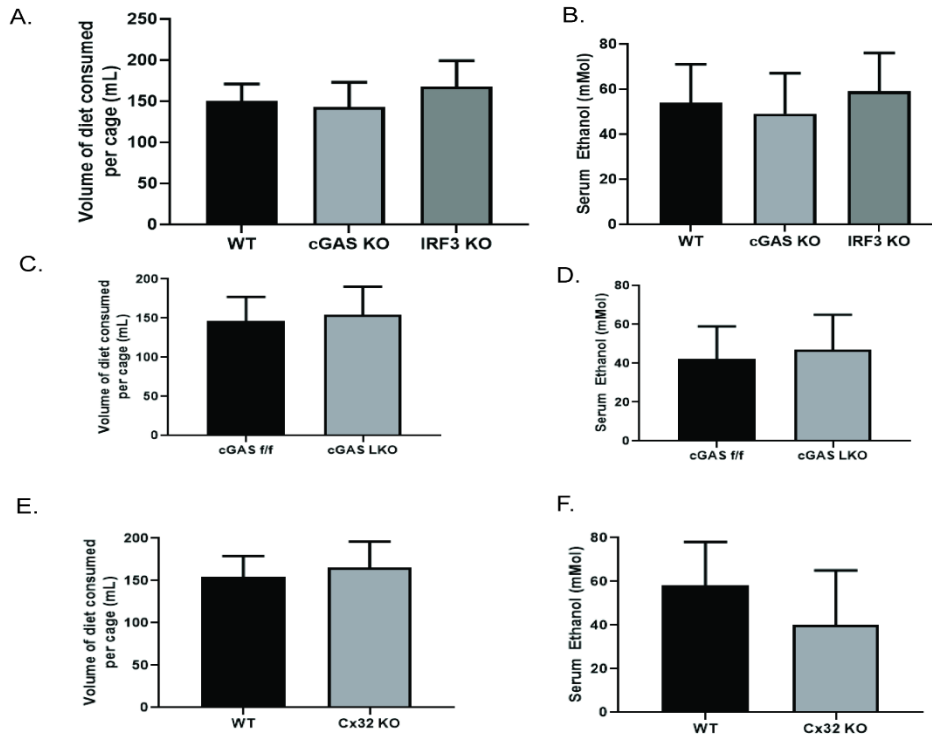 A.
Volume of diet consumed
per cage (mL)
250
200
150
100
50
0
WT cGAS KO IRF3 KO
B.
Serum Ethanol (mMol)
80
60
40
20
0
WT cGAS KO IRF3 KO
C.
Volume of diet consumed
per cage (mL)
200
150
100
50
0
cGAS f/f cGAS LKO
D.
Serum Ethanol (mMol)
80
60
40
20
0
cGAS f/f cGAS LKO
E.
Volume of diet consumed
per cage (mL)
200
150
100
50
0
WT Cx32 KO
F.
Serum Ethanol (mMol)
80
60
40
20
0
WT Cx32 KO